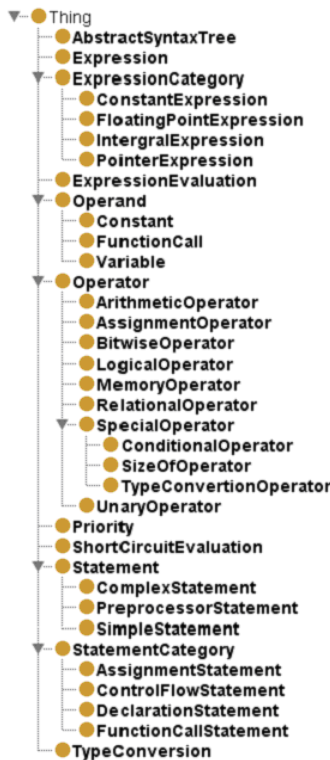 Thing
AbstractSyntaxTree
Expression
ExpressionCategory
ConstantExpression
FloatingPointExpression
IntergralExpression
PointerExpression
ExpressionEvaluation
Operand
Constant
FunctionCall
Variable
Operator
ArithmeticOperator
AssignmentOperator
BitwiseOperator
LogicalOperator
MemoryOperator
RelationalOperator
SpecialOperator
ConditionalOperator
SizeOfOperator
TypeConvertionOperator
UnaryOperator
Priority
ShortCircuitEvaluation
Statement
ComplexStatement
PreprocessorStatement
SimpleStatement
StatementCategory
AssignmentStatement
ControlFlowStatement
DeclarationStatement
FunctionCallStatement
TypeConversion